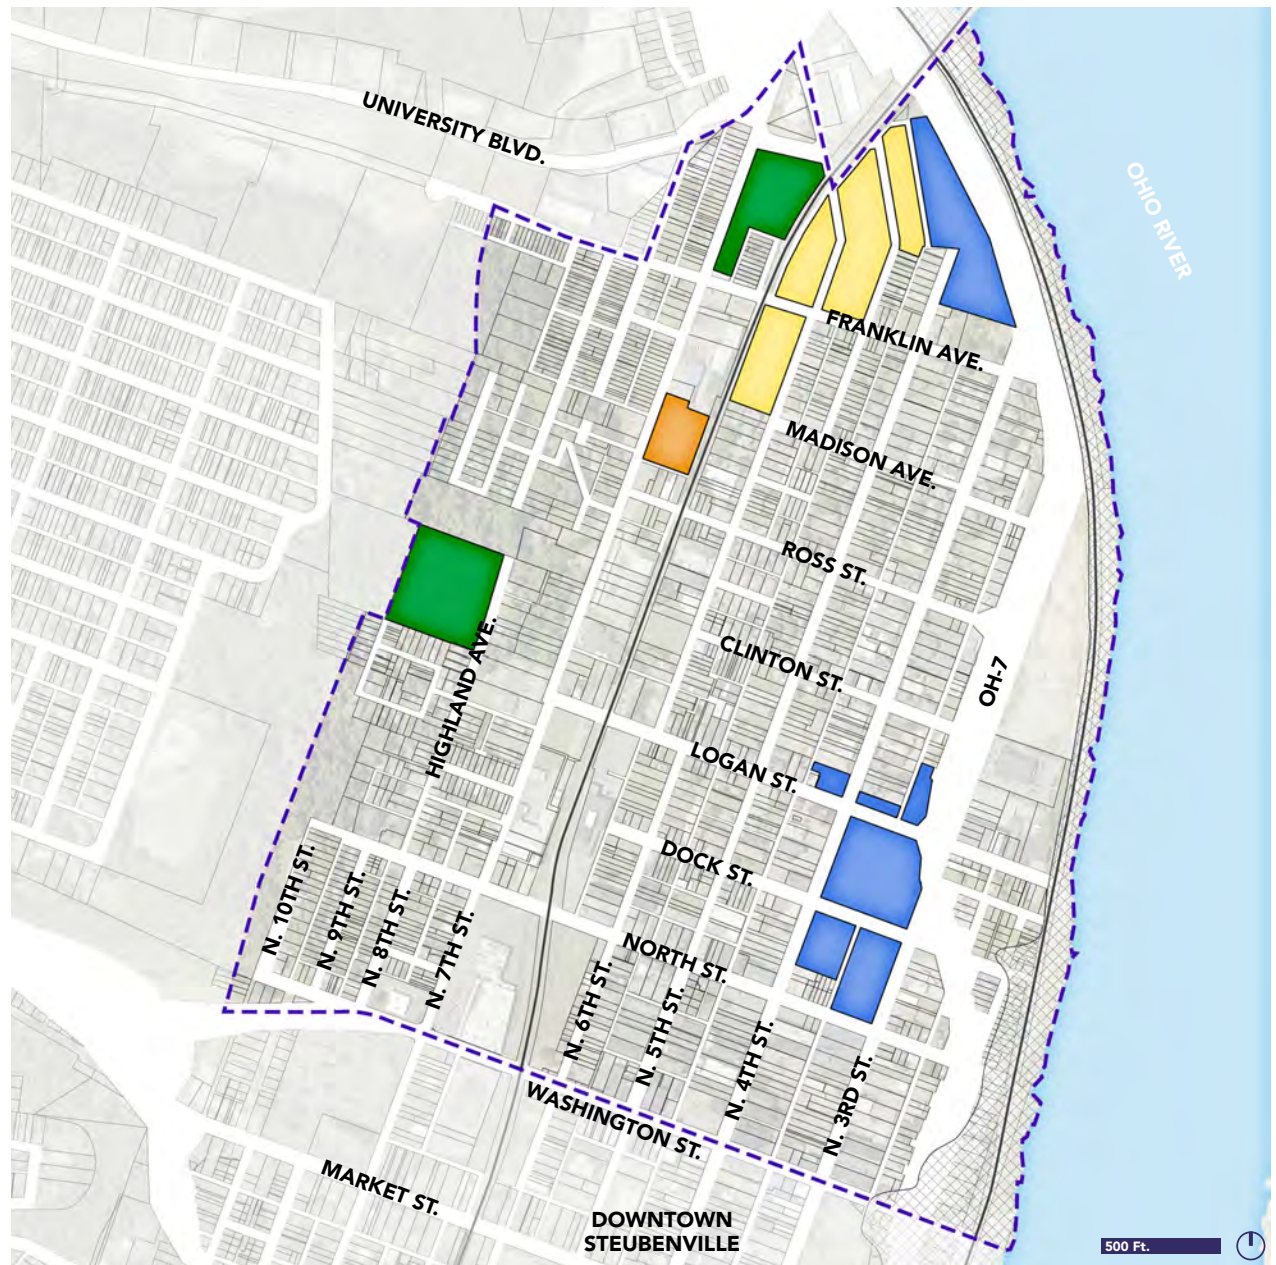 UNIVERSITY BLVD.
OHIO RIVER
FRANKLIN AVE.
MADISON AVE.
ROSS ST.
CLINTON ST.
OH-7
HIGHLAND AVE.
LOGAN ST.
DOCK ST.
N. 10TH ST.
N. 9TH ST.
N. 8TH ST.
N. 7TH ST.
NORTH ST.
N. 6TH ST.
N. 5TH ST.
N. 4TH ST.
N. 3RD ST.
WASHINGTON ST.
MARKET ST.
DOWNTOWN
STEUBENVILLE
500 Ft.